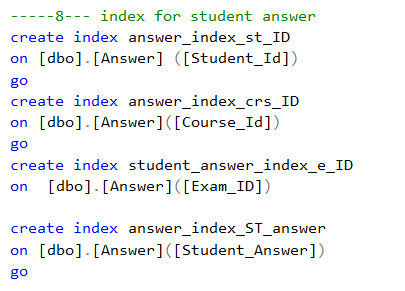 -----8--- index for student answer
create index answer_index_st_ID
on [dbo].[Answer] ([Student_Id])
go
create index answer_index_crs_ID
on [dbo].[Answer]([Course_Id])
go
create index student_answer_index_e_ID
on  [dbo].[Answer]([Exam_ID])

create index answer_index_ST_answer
on [dbo].[Answer]([Student_Answer])
go